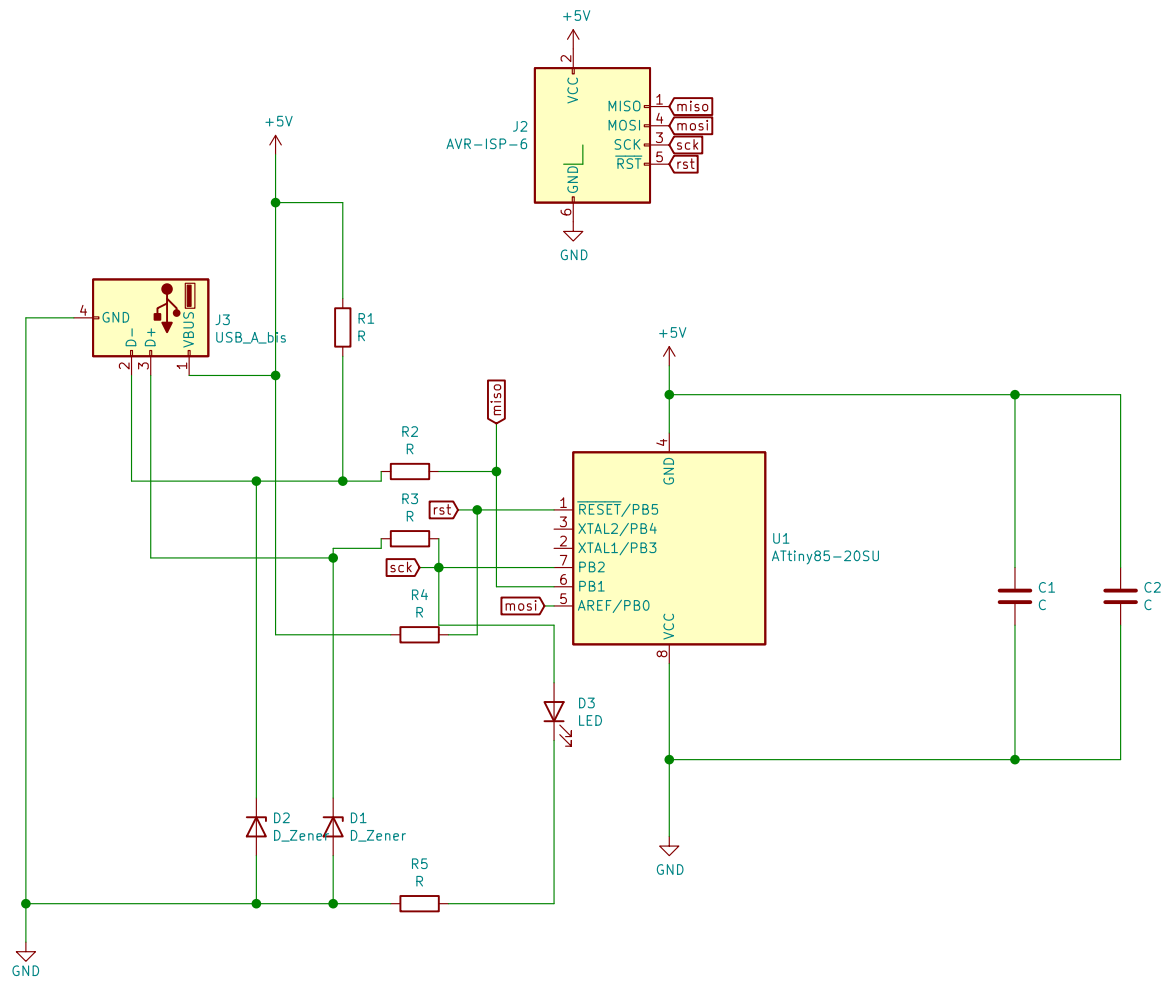 +5V
2
VCC
J2
AVR-ISP-6
MISO
1
miso
MOSI
4
mosi
SCK
3
sck
RST
5
rst
GND
6
GND
+5V
J3
USB_A_bis
4
GND
D-
D+
VBUS
2
3
1
R1
R
+5V
miso
R2
R
R3
R
rst
sck
R4
R
mosi
4
GND
1
RESET/PB5
3
XTAL2/PB4
2
XTAL1/PB3
7
PB2
6
PB1
5
AREF/PB0
VCC
8
U1
ATtiny85-20SU
C1
C
C2
C
D3
LED
D2
D_Zener
D1
D_Zener
R5
R
GND
GND